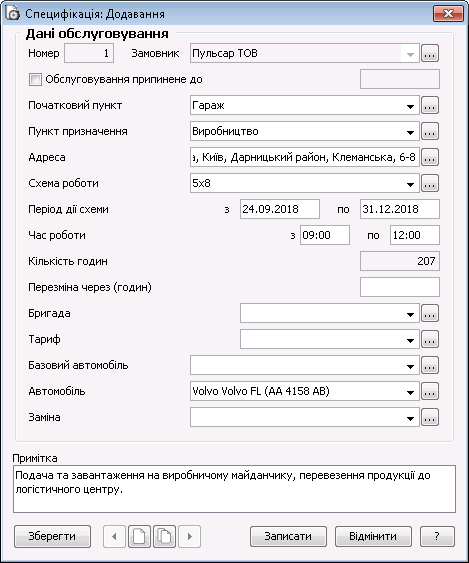 Специфікація: Додавання
Дані обслуговування
Номер 1 Замовник Пульсар ТОВ ...
Обслуговування припинене до
Початковий пункт Гараж ...
Пункт призначення Виробництво ...
Адреса а, Київ, Дарницький район, Клеманська, 6-8
Схема роботи 5x8 ...
Період дії схеми з 24.09.2018 по 31.12.2018
Час роботи з 09:00 по 12:00
Кількість годин 207
Перезміна через (годин)
Бригада ...
Тариф ...
Базовий автомобіль ...
Автомобіль Volvo Volvo FL (AA 4158 AB) ...
Заміна ...
Примітка
Подача та завантаження на виробничому майданчику, перевезення продукції до
логістичного центру.
Зберегти Записати Відмінити ?